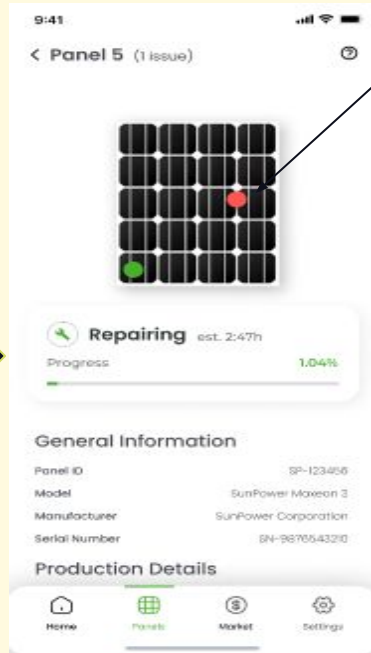 9:41
Panel 5 (1 issue)
Repairing est. 2:47h
Progress 1.04%
General Information
Panel ID SP-123456
Model SunPower Maxeon 3
Manufacturer SunPower Corporation
Serial Number SN-9876543210
Production Details
Home Panels Market Settings